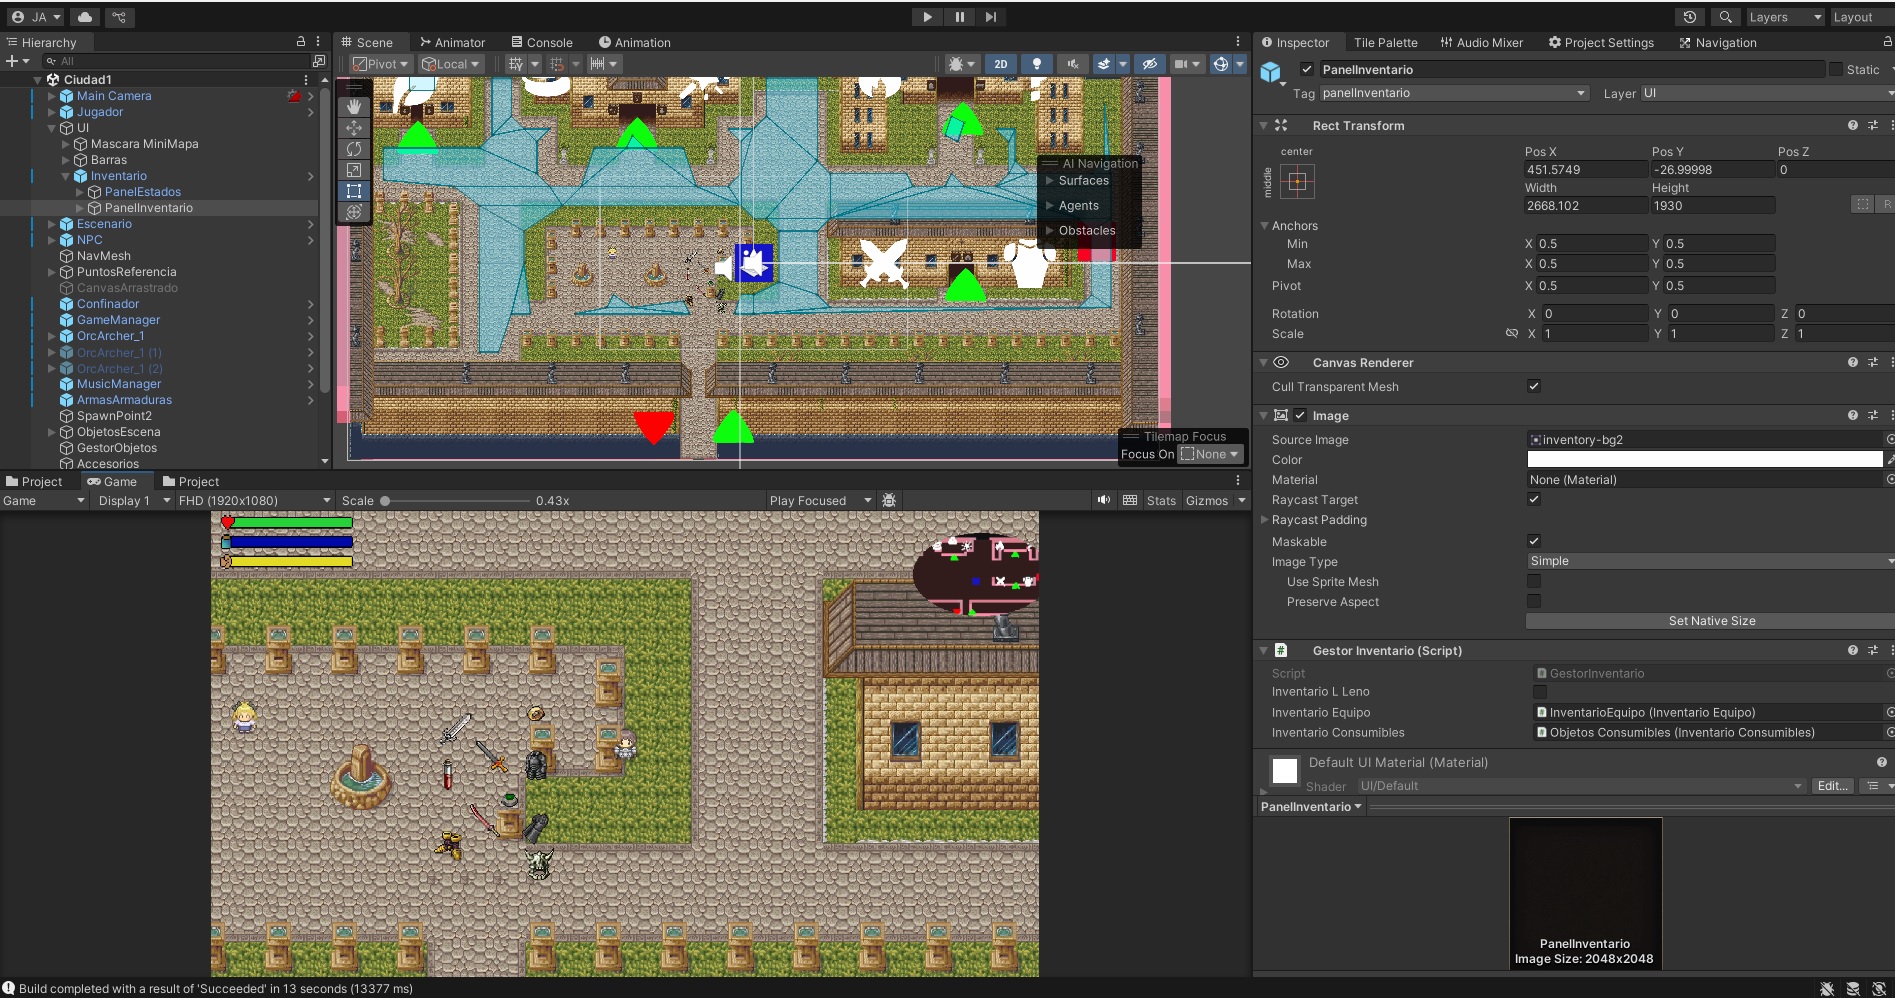 JA
Layers
Layout
Hierarchy
All
Ciudad1
Main Camera
Jugador
UI
Mascara MiniMapa
Barras
Inventario
PanelEstados
PanelInventario
Escenario
NPC
NavMesh
PuntosReferencia
CanvasArrastrado
Confinador
GameManager
OrcArcher_1
OrcArcher_1 (1)
OrcArcher_1 (2)
MusicManager
ArmasArmaduras
SpawnPoint2
ObjetosEscena
GestorObjetos
Accesorios
Scene
Animator
Console
Animation
Pivot
Local
2D
AI Navigation
Surfaces
Agents
Obstacles
Tilemap Focus
Focus On None
Project
Game
Project
Game
Display 1
FHD (1920x1080)
Scale
0.43x
Play Focused
Stats
Gizmos
Inspector
Tile Palette
Audio Mixer
Project Settings
Navigation
PanelInventario
Static
Tag panelInventario
Layer UI
Rect Transform
center
middle
Pos X Pos Y Pos Z
451.5749 -26.99998 0
Width Height
2668.102 1930
R
Anchors
Min X 0.5 Y 0.5
Max X 0.5 Y 0.5
Pivot X 0.5 Y 0.5
Rotation X 0 Y 0 Z 0
Scale X 1 Y 1 Z 1
Canvas Renderer
Cull Transparent Mesh
Image
Source Image inventory-bg2
Color
Material None (Material)
Raycast Target
Raycast Padding
Maskable
Image Type Simple
Use Sprite Mesh
Preserve Aspect
Set Native Size
# Gestor Inventario (Script)
Script GestorInventario
Inventario L Leno
Inventario Equipo InventarioEquipo (Inventario Equipo)
Inventario Consumibles Objetos Consumibles (Inventario Consumibles)
Default UI Material (Material)
Shader UI/Default Edit...
PanelInventario
PanelInventario
Image Size: 2048x2048
Build completed with a result of 'Succeeded' in 13 seconds (13377 ms)